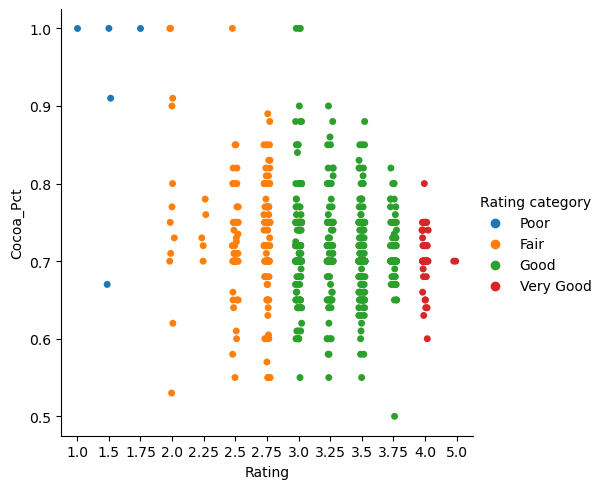 1.0
0.9
0.8
0.7
0.6
0.5
Cocoa_Pct
1.0 1.5 1.75 2.0 2.25 2.5 2.75 3.0 3.25 3.5 3.75 4.0 5.0
Rating
Rating category
Poor
Fair
Good
Very Good